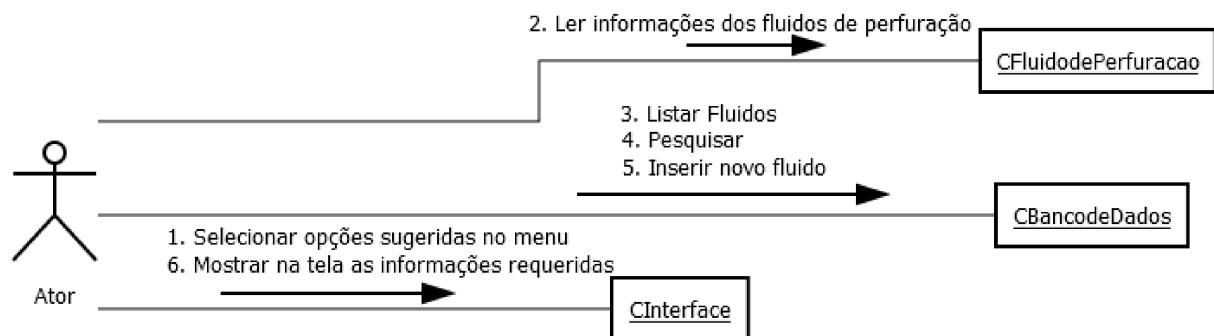 2. Ler informações dos fluidos de perfuração
CFluidodePerfuracao
3. Listar Fluidos
4. Pesquisar
5. Inserir novo fluido
CBancodeDados
1. Selecionar opções sugeridas no menu
6. Mostrar na tela as informações requeridas
Ator
CInterface